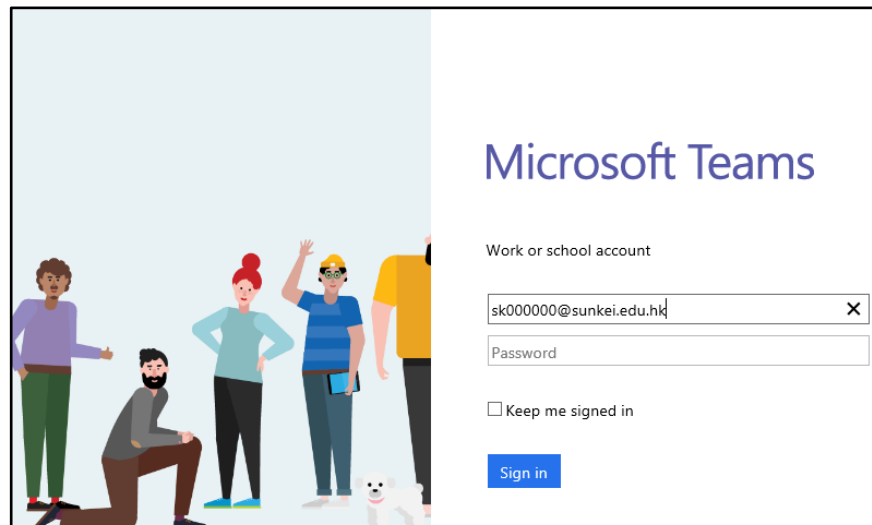 Microsoft Teams
Work or school account
sk000000@sunkei.edu.hk
Password
Keep me signed in
Sign in